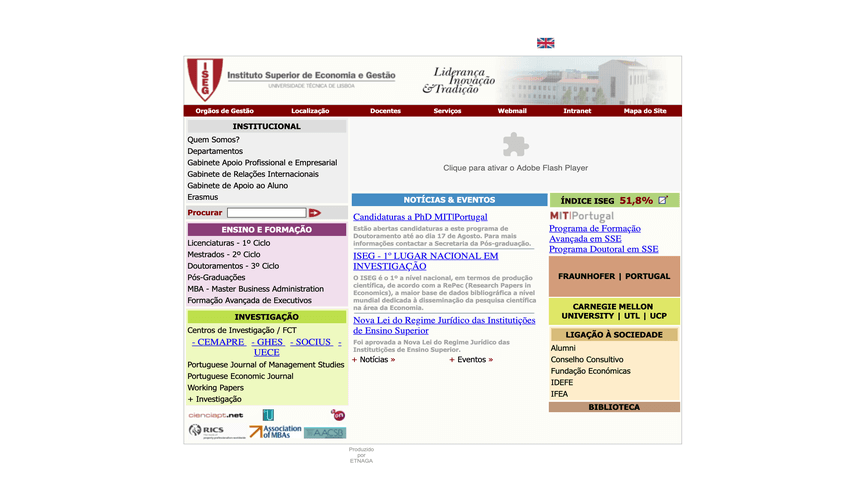 ISEG
Instituto Superior de Economia e Gestão
UNIVERSIDADE TÉCNICA DE LISBOA
Liderança
Inovação
&Tradição
Orgãos de Gestão Localização Docentes Serviços Webmail Intranet Mapa do Site
INSTITUCIONAL
Quem Somos?
Departamentos
Gabinete Apoio Profissional e Empresarial
Gabinete de Relações Internacionais
Gabinete de Apoio ao Aluno
Erasmus
Procurar
ENSINO E FORMAÇÃO
Licenciaturas - 1º Ciclo
Mestrados - 2º Ciclo
Doutoramentos - 3º Ciclo
Pós-Graduações
MBA - Master Business Administration
Formação Avançada de Executivos
INVESTIGAÇÃO
Centros de Investigação / FCT
- CEMAPRE - GHES - SOCIUS -
UECE
Portuguese Journal of Management Studies
Portuguese Economic Journal
Working Papers
+ Investigação
cienciapt.net
RICS
Association
of MBAs
AACSB
Clique para ativar o Adobe Flash Player
NOTÍCIAS & EVENTOS
Candidaturas a PhD MIT|Portugal
Estão abertas candidaturas a este programa de
Doutoramento até ao dia 17 de Agosto. Para mais
informações contactar a Secretaria da Pós-graduação.
ISEG - 1º LUGAR NACIONAL EM
INVESTIGAÇÃO
O ISEG é o 1º a nível nacional, em termos de produção
científica, de acordo com a RePec (Research Papers in
Economics), a maior base de dados bibliográfica a nível
mundial dedicada à disseminação da pesquisa científica
na área da Economia.
Nova Lei do Regime Jurídico das Instituições
de Ensino Superior
Foi aprovada a Nova Lei do Regime Jurídico das
Instituições de Ensino Superior.
+ Notícias » + Eventos »
ÍNDICE ISEG 51,8%
MIT|Portugal
Programa de Formação
Avançada em SSE
Programa Doutoral em SSE
FRAUNHOFER | PORTUGAL
CARNEGIE MELLON
UNIVERSITY | UTL | UCP
LIGAÇÃO À SOCIEDADE
Alumni
Conselho Consultivo
Fundação Económicas
IDEFE
IFEA
BIBLIOTECA
Produzido
por
ETNAGA